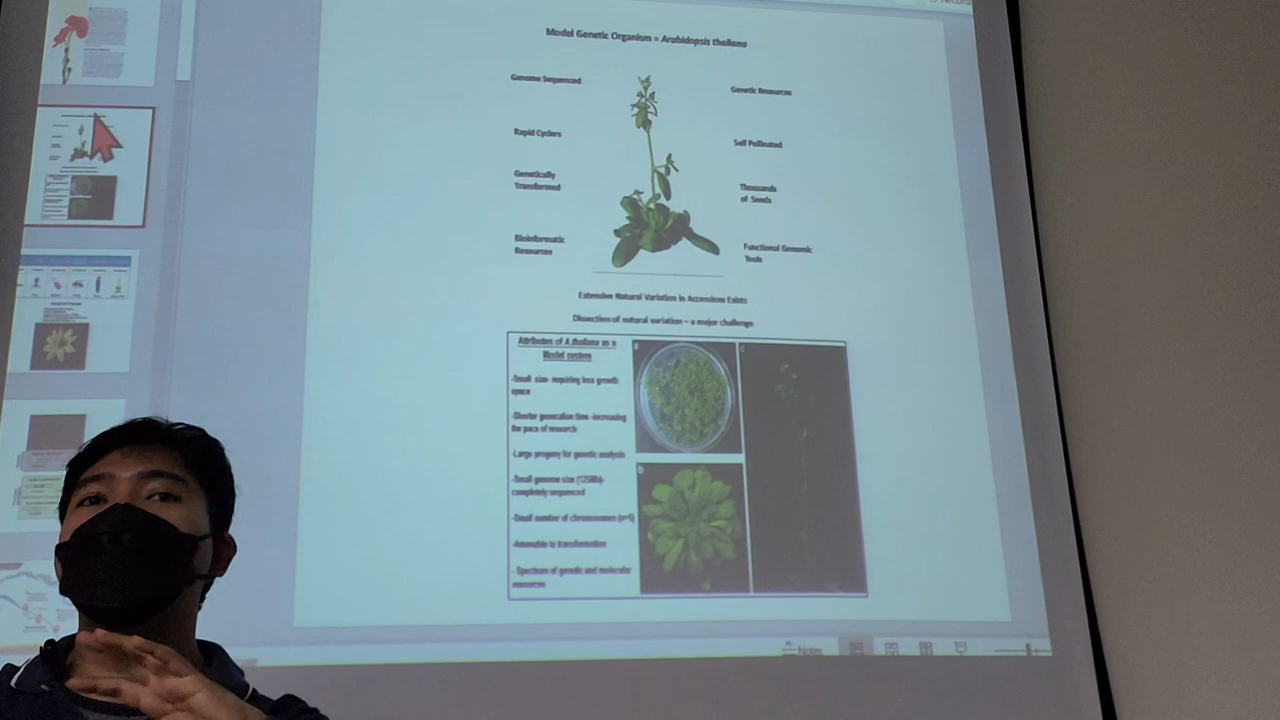 Model Genetic Organism = Arabidopsis thaliana
Genome Sequenced
Genetic Resources
Rapid Cyclers
Self Pollinated
Genetically
Transformed
Thousands
of Seeds
Bioinformatic
Resources
Functional Genomic
Tools
Extensive Natural Variation in Accessions Exists
Dissection of natural variation – a major challenge
Attributes of A.thaliana as a
Model system
-Small size- requiring less growth
space
-Shorter generation time -increasing
the pace of research
-Large progeny for genetic analysis
-Small genome size (125Mb)-
completely sequenced
-Small number of chromosomes (n=5)
-Amenable to transformation
- Spectrum of genetic and molecular
resources
a
b
c
Notes